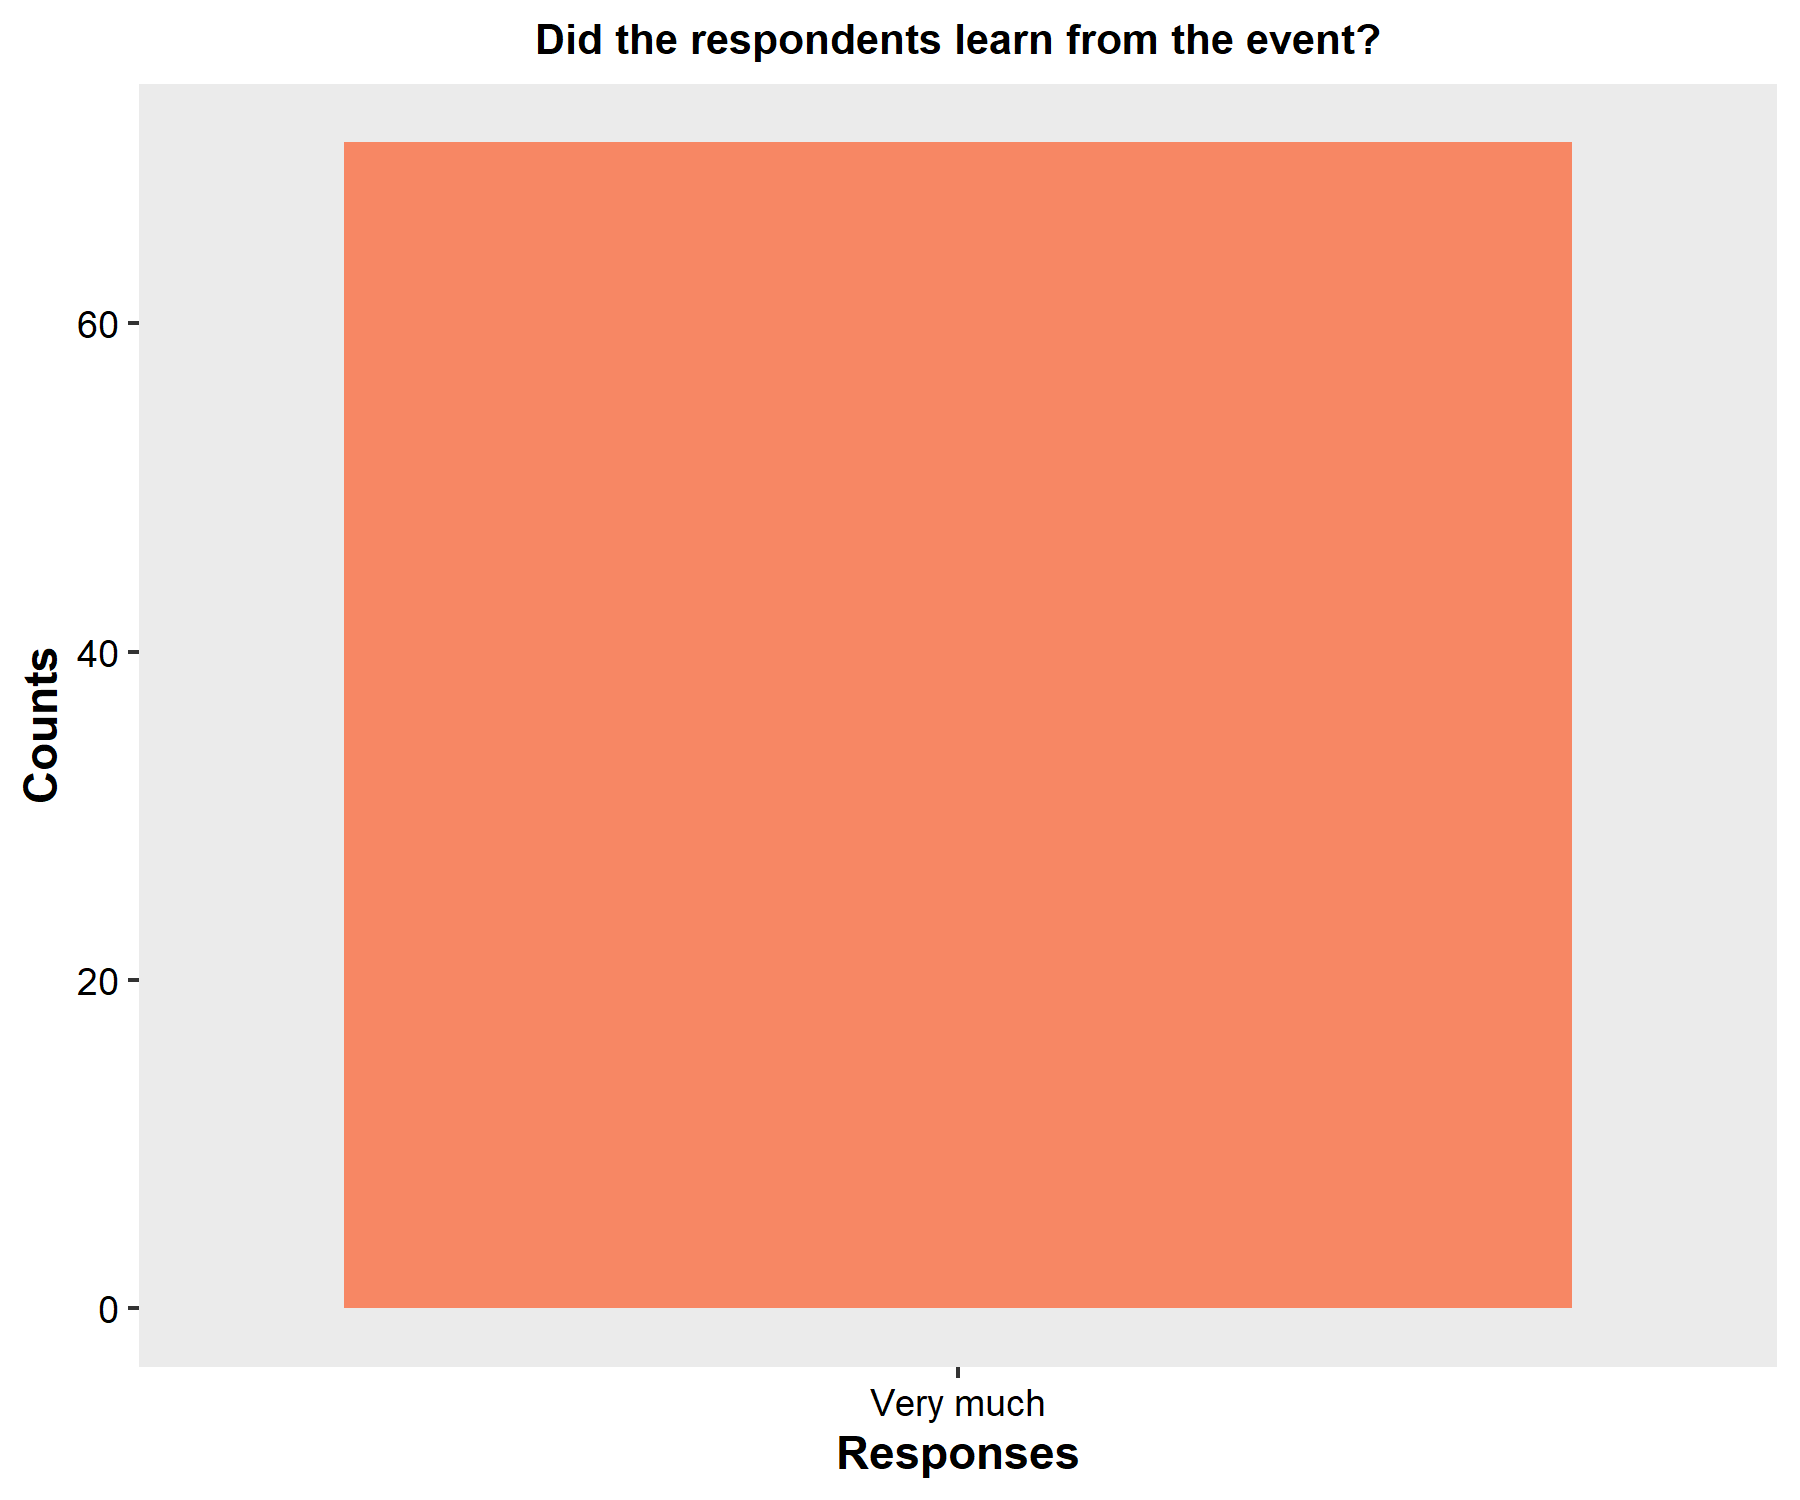 Did the respondents learn from the event?
60
40
20
0
Counts
Very much
Responses